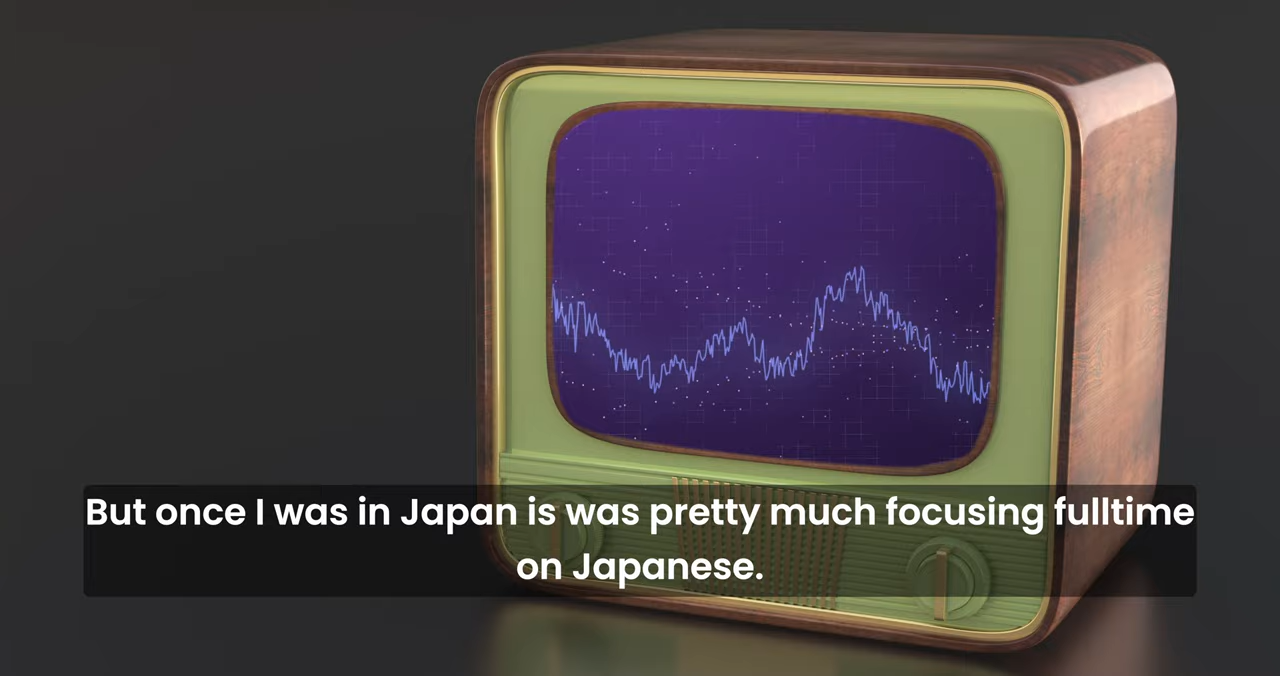 But once I was in Japan is was pretty much focusing fulltime
on Japanese.